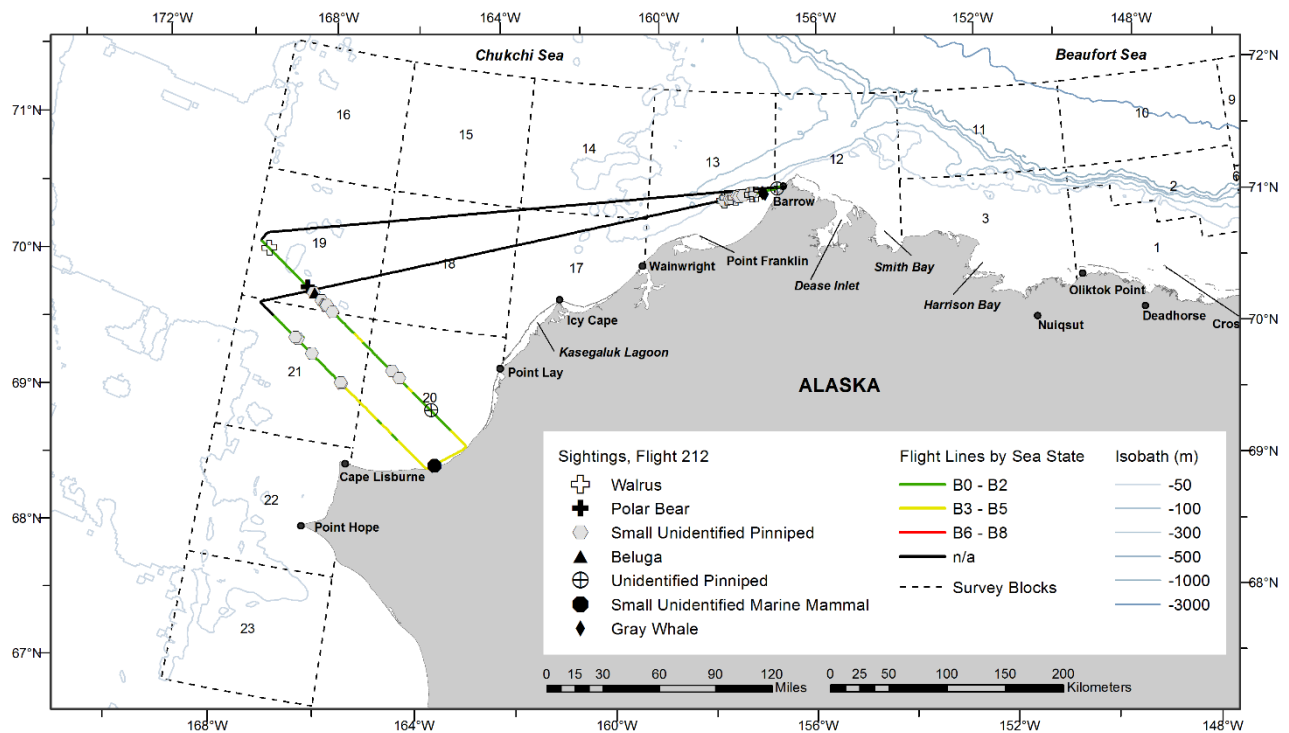 172°W 168°W 164°W 160°W 156°W 152°W 148°W
Chukchi Sea
Beaufort Sea
72°N
71°N
16
15
14
13
12
11
10
9
6
2
71°N
3
1
Barrow
70°N
19
18
17
Point Franklin
Wainwright
Dease Inlet
Smith Bay
Harrison Bay
Oliktok Point
Deadhorse
Nuiqsut
Cros
70°N
Icy Cape
Kasegaluk Lagoon
Point Lay
69°N
21
20
ALASKA
69°N
Cape Lisburne
22
Point Hope
68°N
68°N
23
67°N
Sightings, Flight 212
Walrus
Polar Bear
Small Unidentified Pinniped
Beluga
Unidentified Pinniped
Small Unidentified Marine Mammal
Gray Whale
Flight Lines by Sea State
B0 - B2
B3 - B5
B6 - B8
n/a
Survey Blocks
Isobath (m)
-50
-100
-300
-500
-1000
-3000
0 15 30 60 90 120
Miles
0 25 50 100 150 200
Kilometers
168°W 164°W 160°W 156°W 152°W 148°W